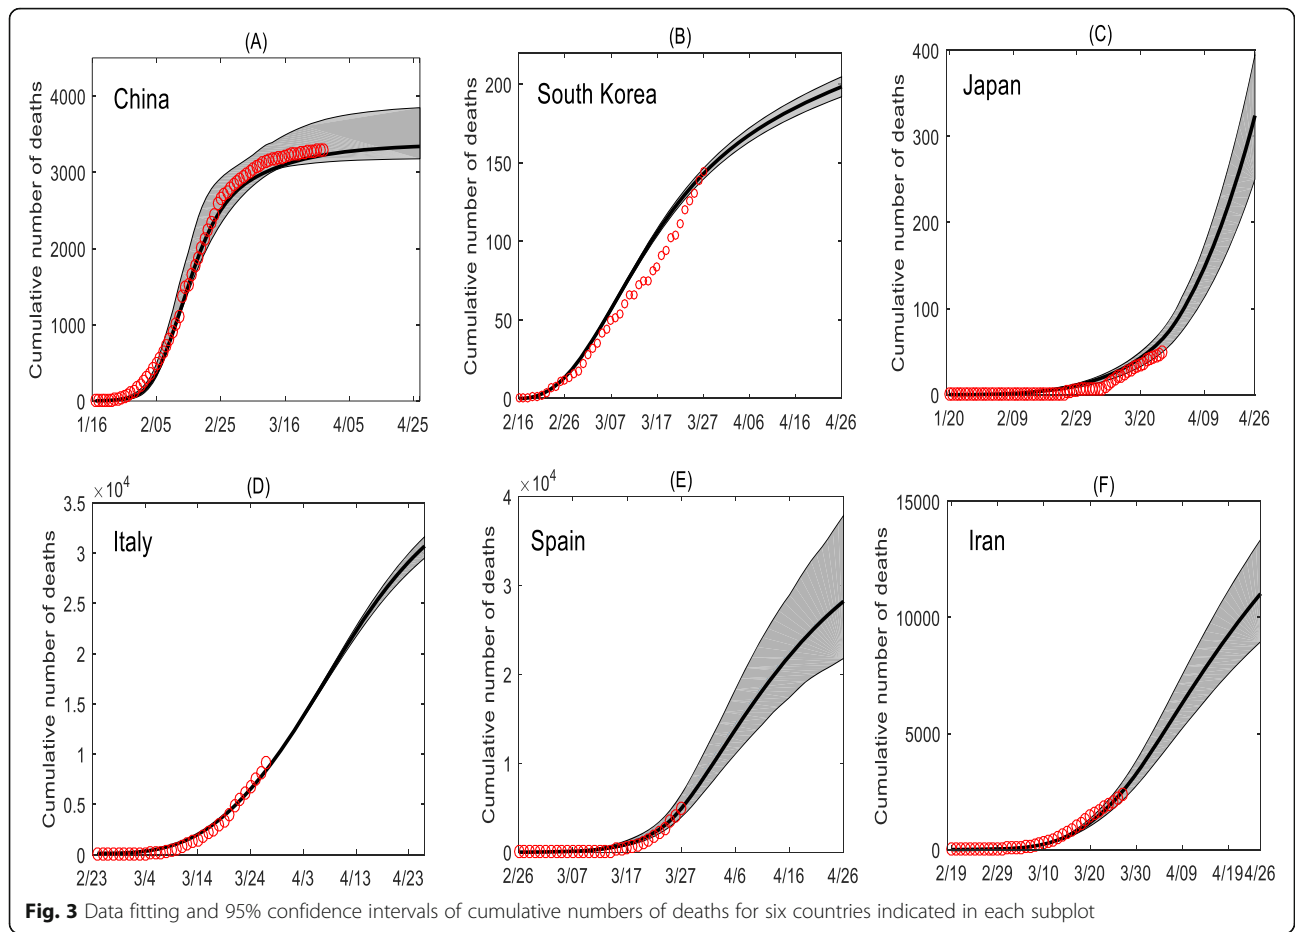 (A)
China
Cumulative number of deaths
4000
3000
2000
1000
0
1/16 2/05 2/25 3/16 4/05 4/25
(B)
South Korea
Cumulative number of deaths
200
150
100
50
0
2/16 2/26 3/07 3/17 3/27 4/06 4/16 4/26
(C)
Japan
Cumulative number of deaths
400
300
200
100
0
1/20 2/09 2/29 3/20 4/09 4/26
(D)
×10⁴
Italy
Cumulative number of deaths
3.5
3
2.5
2
1.5
1
0.5
0
2/23 3/4 3/14 3/24 4/3 4/13 4/23
(E)
×10⁴
Spain
Cumulative number of deaths
4
3
2
1
0
2/26 3/07 3/17 3/27 4/6 4/16 4/26
(F)
Iran
Cumulative number of deaths
15000
10000
5000
0
2/19 2/29 3/10 3/20 3/30 4/09 4/19 4/26
Fig. 3 Data fitting and 95% confidence intervals of cumulative numbers of deaths for six countries indicated in each subplot